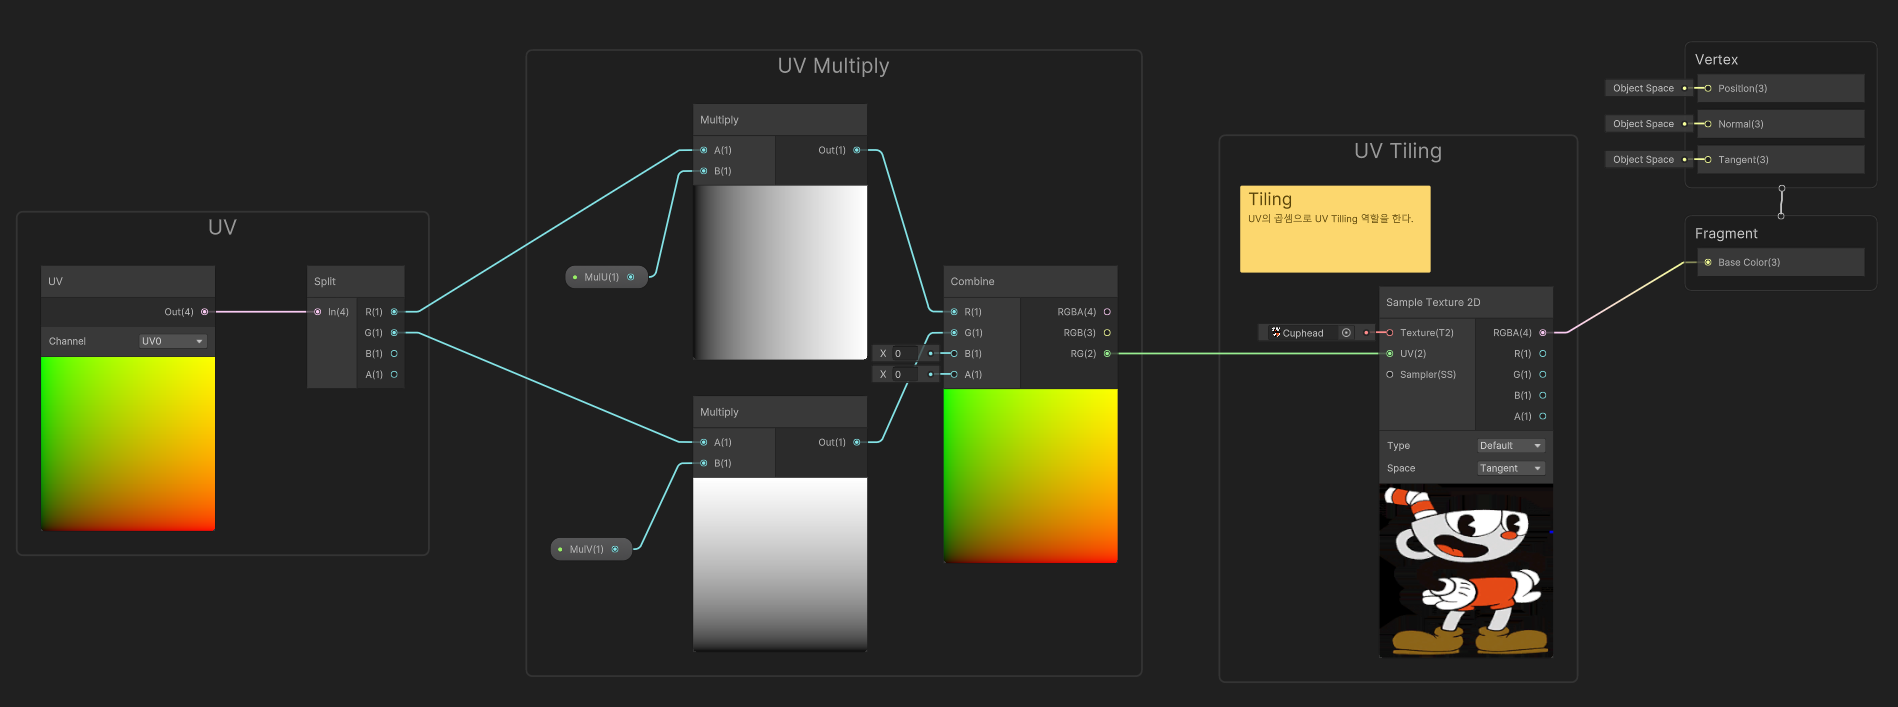 UV
UV
Out(4)
Channel
UV0
Split
In(4)
R(1)
G(1)
B(1)
A(1)
UV Multiply
Multiply
A(1)
Out(1)
B(1)
MulU(1)
Multiply
A(1)
Out(1)
B(1)
MulV(1)
Combine
R(1)
RGBA(4)
G(1)
RGB(3)
X 0
B(1)
RG(2)
X 0
A(1)
UV Tiling
Tiling
UV의 곱셈으로 UV Tilling 역할을 한다.
Sample Texture 2D
Cuphead
Texture(T2)
RGBA(4)
UV(2)
R(1)
Sampler(SS)
G(1)
B(1)
A(1)
Type
Default
Space
Tangent
Vertex
Object Space
Position(3)
Object Space
Normal(3)
Object Space
Tangent(3)
Fragment
Base Color(3)